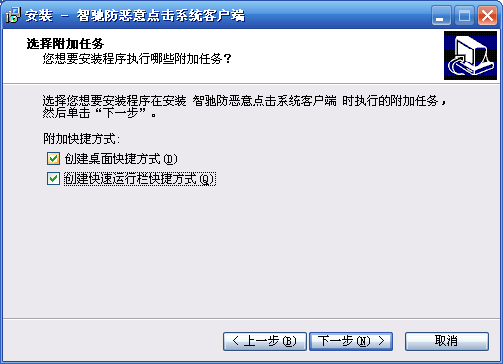 安装 - 智驰防恶意点击系统客户端
选择附加任务
您想要安装程序执行哪些附加任务？
选择您想要安装程序在安装 智驰防恶意点击系统客户端 时执行的附加任务，
然后单击“下一步”。
附加快捷方式:
创建桌面快捷方式(D)
创建快速运行栏快捷方式(Q)
< 上一步(B)
下一步(N) >
取消